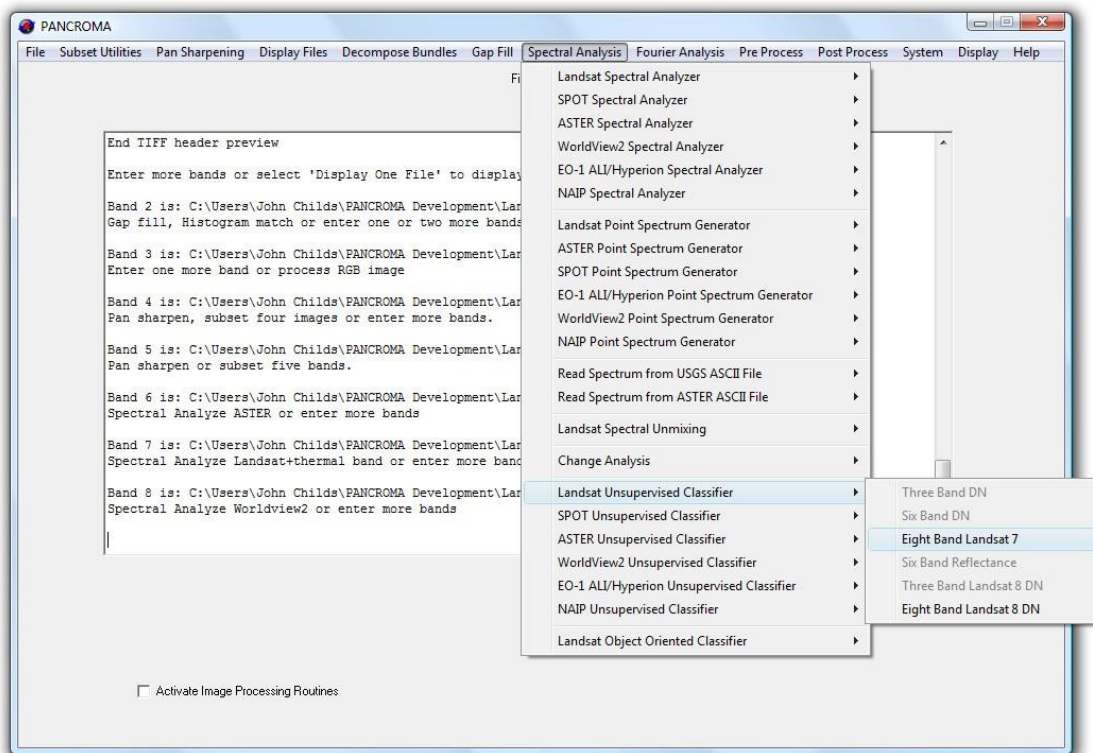 PANCROMA
File Subset Utilities Pan Sharpening Display Files Decompose Bundles Gap Fill Spectral Analysis Fourier Analysis Pre Process Post Process System Display Help
Fi
End TIFF header preview
Enter more bands or select 'Display One File' to display
Band 2 is: C:\Users\John Childs\PANCROMA Development\Lan
Gap fill, Histogram match or enter one or two more bands
Band 3 is: C:\Users\John Childs\PANCROMA Development\Lan
Enter one more band or process RGB image
Band 4 is: C:\Users\John Childs\PANCROMA Development\Lan
Pan sharpen, subset four images or enter more bands.
Band 5 is: C:\Users\John Childs\PANCROMA Development\Lan
Pan sharpen or subset five bands.
Band 6 is: C:\Users\John Childs\PANCROMA Development\Lan
Spectral Analyze ASTER or enter more bands
Band 7 is: C:\Users\John Childs\PANCROMA Development\Lan
Spectral Analyze Landsat+thermal band or enter more band
Band 8 is: C:\Users\John Childs\PANCROMA Development\Lan
Spectral Analyze Worldview2 or enter more bands
Activate Image Processing Routines
Landsat Spectral Analyzer
SPOT Spectral Analyzer
ASTER Spectral Analyzer
WorldView2 Spectral Analyzer
EO-1 ALI/Hyperion Spectral Analyzer
NAIP Spectral Analyzer
Landsat Point Spectrum Generator
ASTER Point Spectrum Generator
SPOT Point Spectrum Generator
EO-1 ALI/Hyperion Point Spectrum Generator
WorldView2 Point Spectrum Generator
NAIP Point Spectrum Generator
Read Spectrum from USGS ASCII File
Read Spectrum from ASTER ASCII File
Landsat Spectral Unmixing
Change Analysis
Landsat Unsupervised Classifier
SPOT Unsupervised Classifier
ASTER Unsupervised Classifier
WorldView2 Unsupervised Classifier
EO-1 ALI/Hyperion Unsupervised Classifier
NAIP Unsupervised Classifier
Landsat Object Oriented Classifier
Three Band DN
Six Band DN
Eight Band Landsat 7
Six Band Reflectance
Three Band Landsat 8 DN
Eight Band Landsat 8 DN